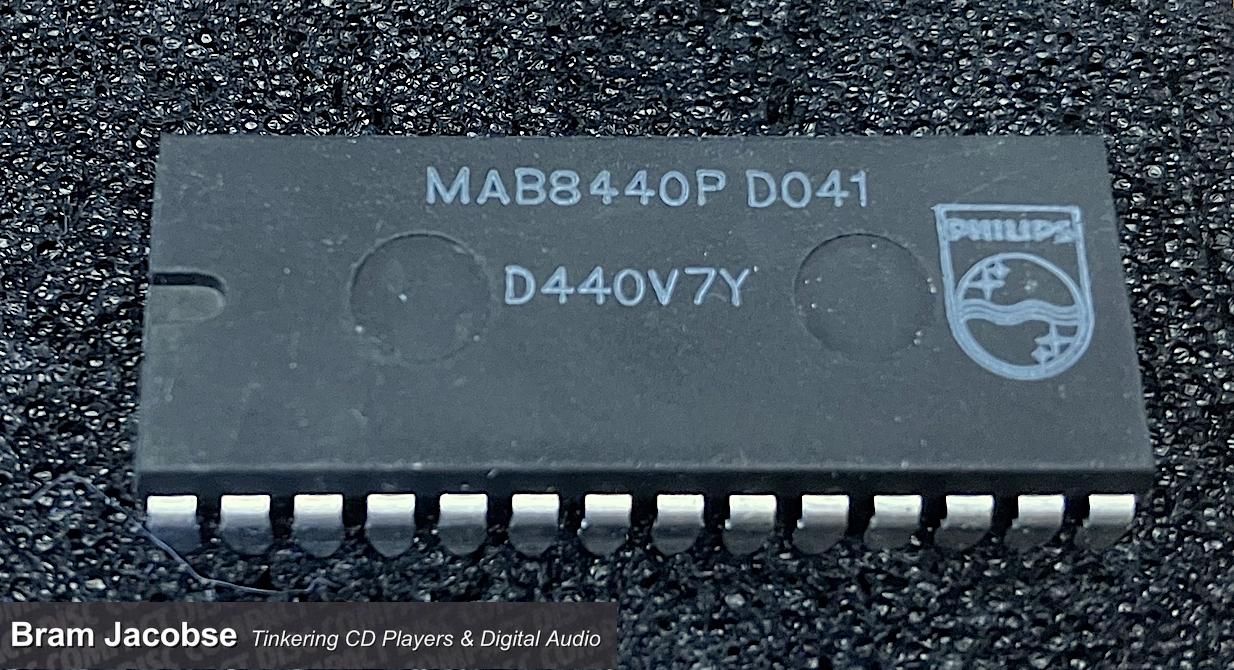 MAB8440P D041
PHILIPS
D440V7Y
Bram Jacobse Tinkering CD Players & Digital Audio